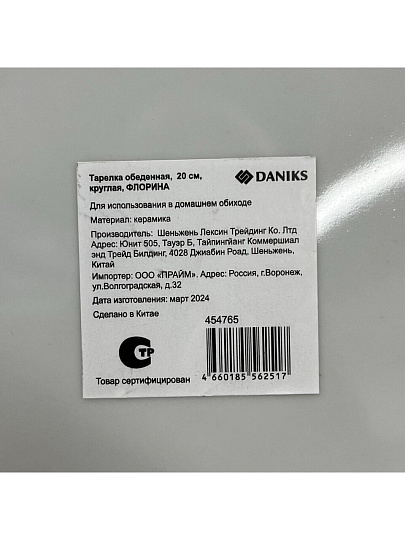 Тарелка обеденная, 20 см,
круглая, ФЛОРИНА
DANIKS
Для использования в домашнем обиходе
Материал: керамика
Производитель: Шеньжень Лексин Трейдинг Ко. Лтд
Адрес: Юнит 505, Тауэр Б, Тайпингйанг Коммершиал
энд Трейд Билдинг, 4028 Джиабин Роад, Шеньжень,
Китай
Импортер: ООО «ПРАЙМ». Адрес: Россия, г.Воронеж,
ул.Волгоградская, д.32
Дата изготовления: март 2024
Сделано в Китае
454765
СТР
Товар сертифицирован
4 660185 562517